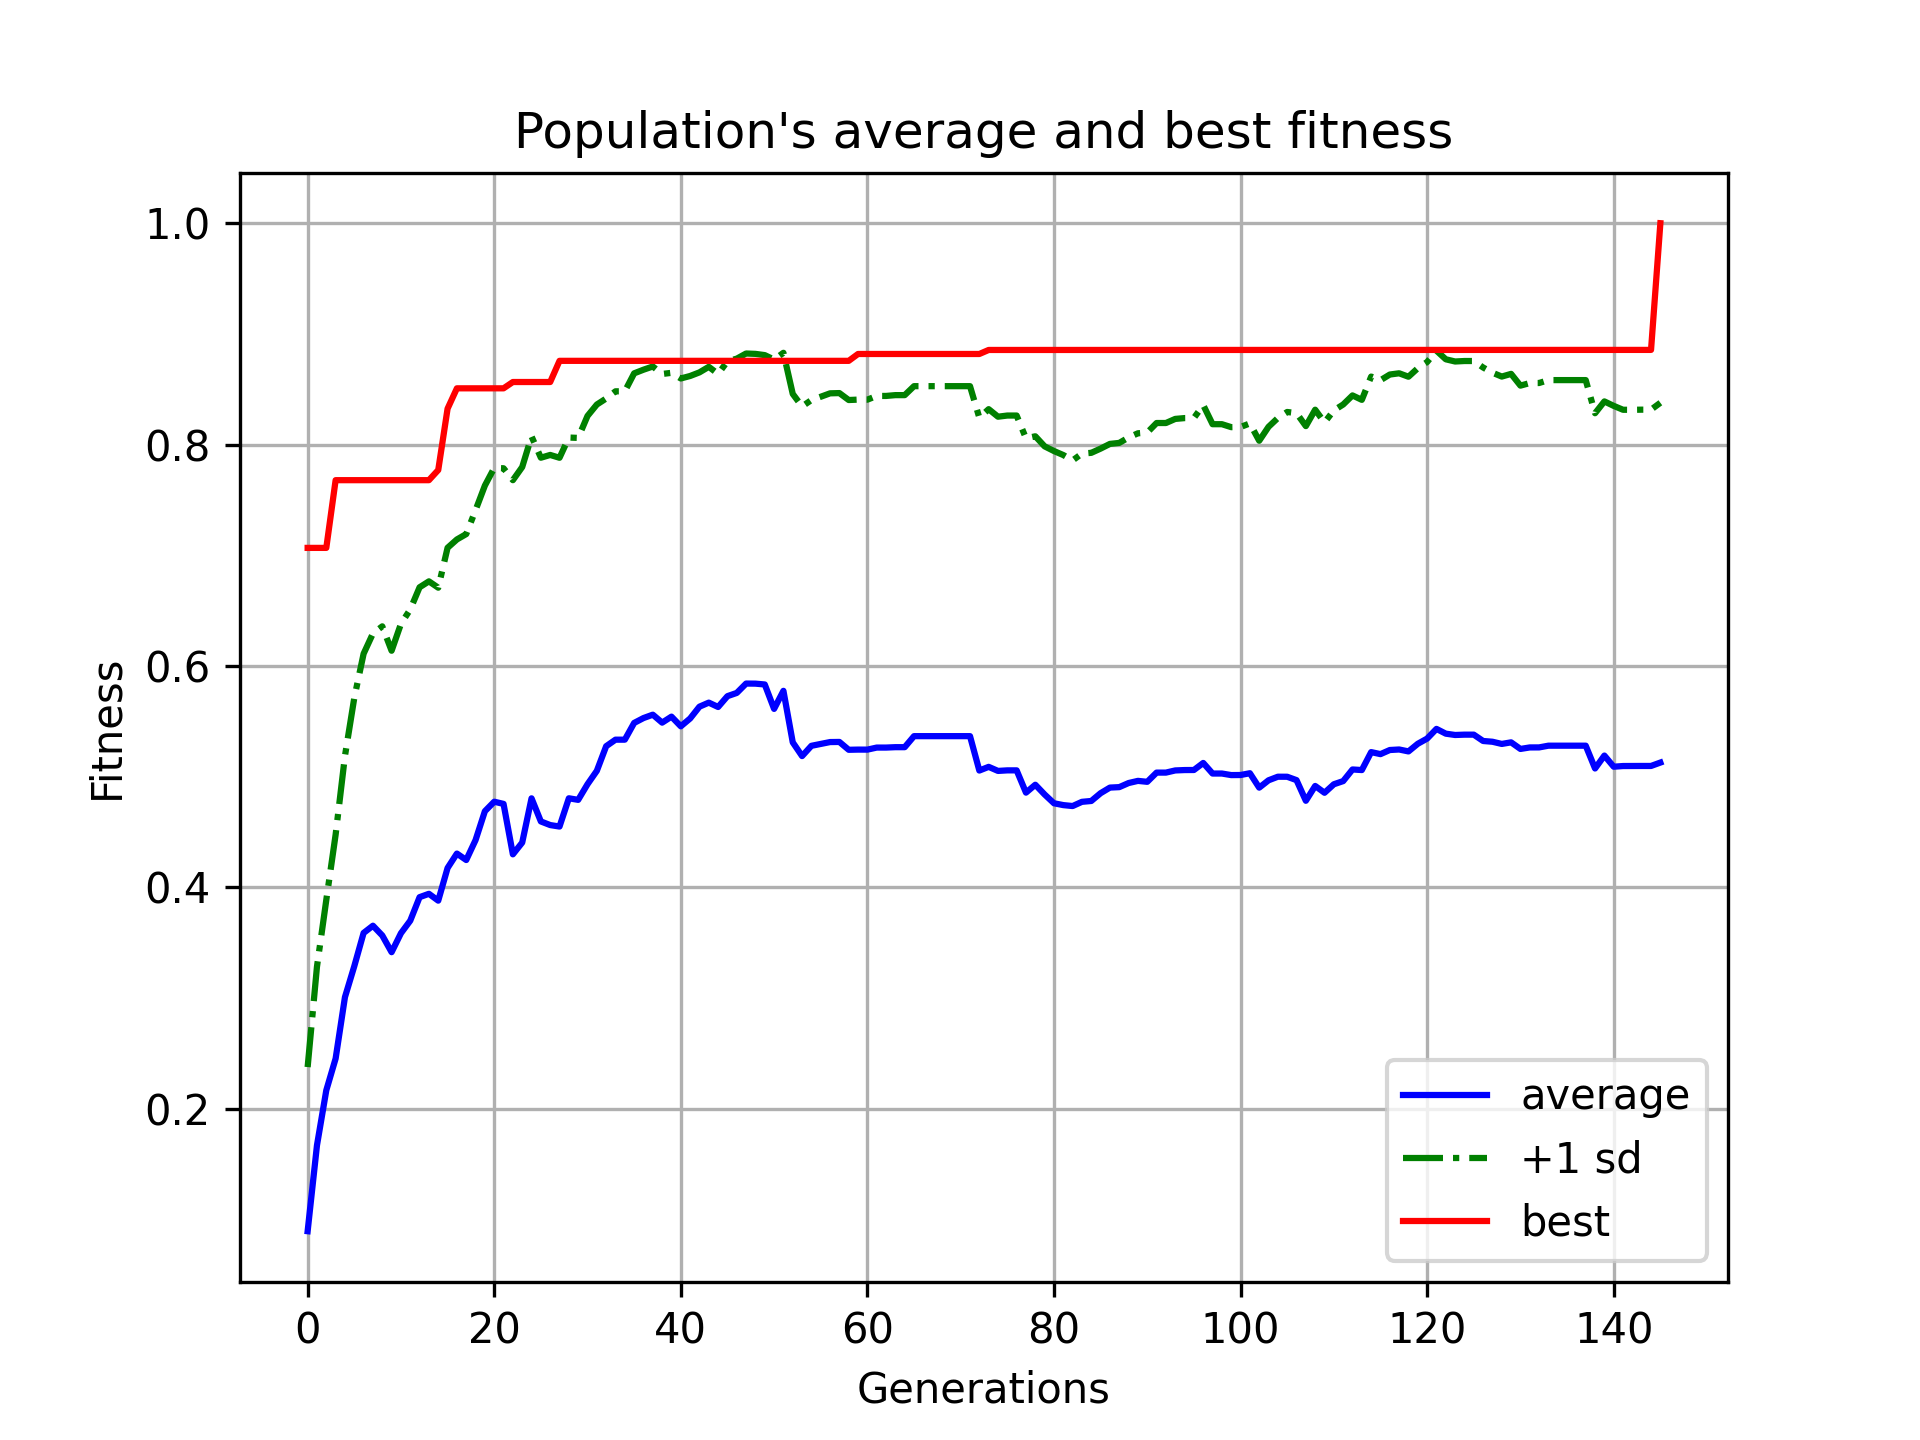 Population's average and best fitness
Fitness
1.0
0.8
0.6
0.4
0.2
0 20 40 60 80 100 120 140
Generations
average
+1 sd
best